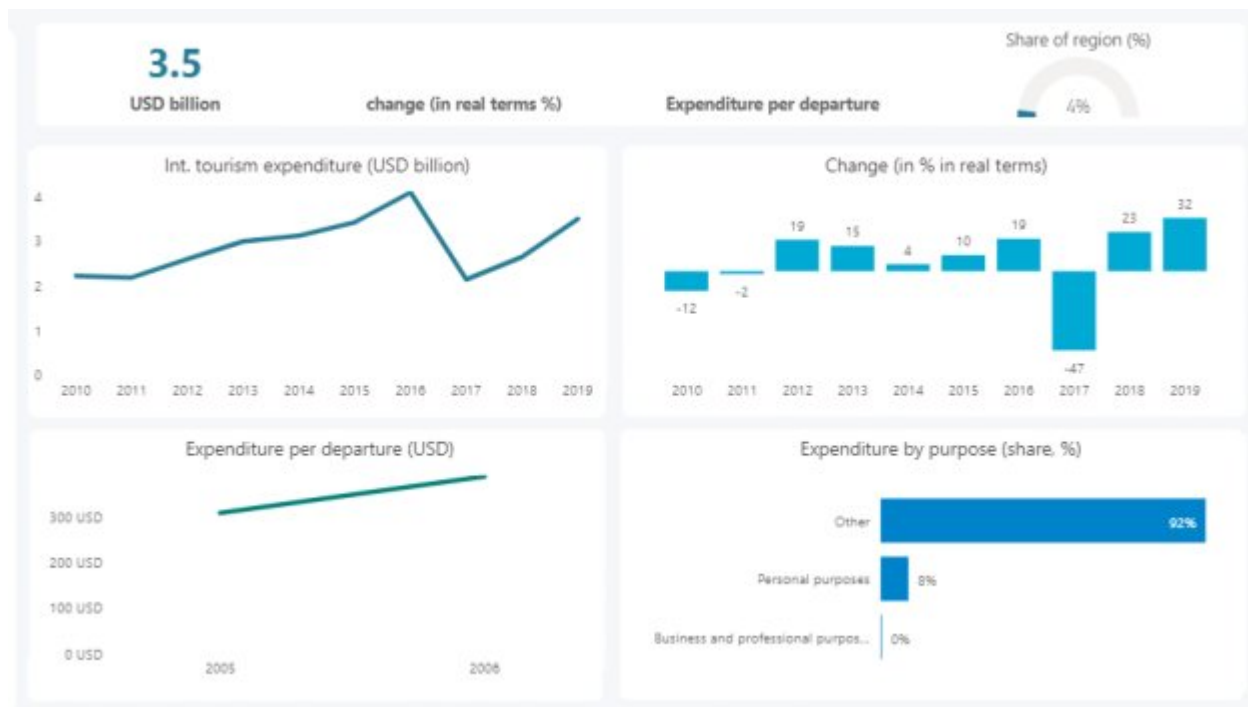 Share of region (%)
3.5
USD billion
change (in real terms %)
Expenditure per departure
4%
Int. tourism expenditure (USD billion)
4
3
2
1
0
2010 2011 2012 2013 2014 2015 2016 2017 2018 2019
Change (in % in real terms)
-12 -2 19 15 4 10 19 -47 23 32
2010 2011 2012 2013 2014 2015 2016 2017 2018 2019
Expenditure per departure (USD)
300 USD
200 USD
100 USD
0 USD
2005 2006
Expenditure by purpose (share, %)
Other 92%
Personal purposes 8%
Business and professional purpos... 0%